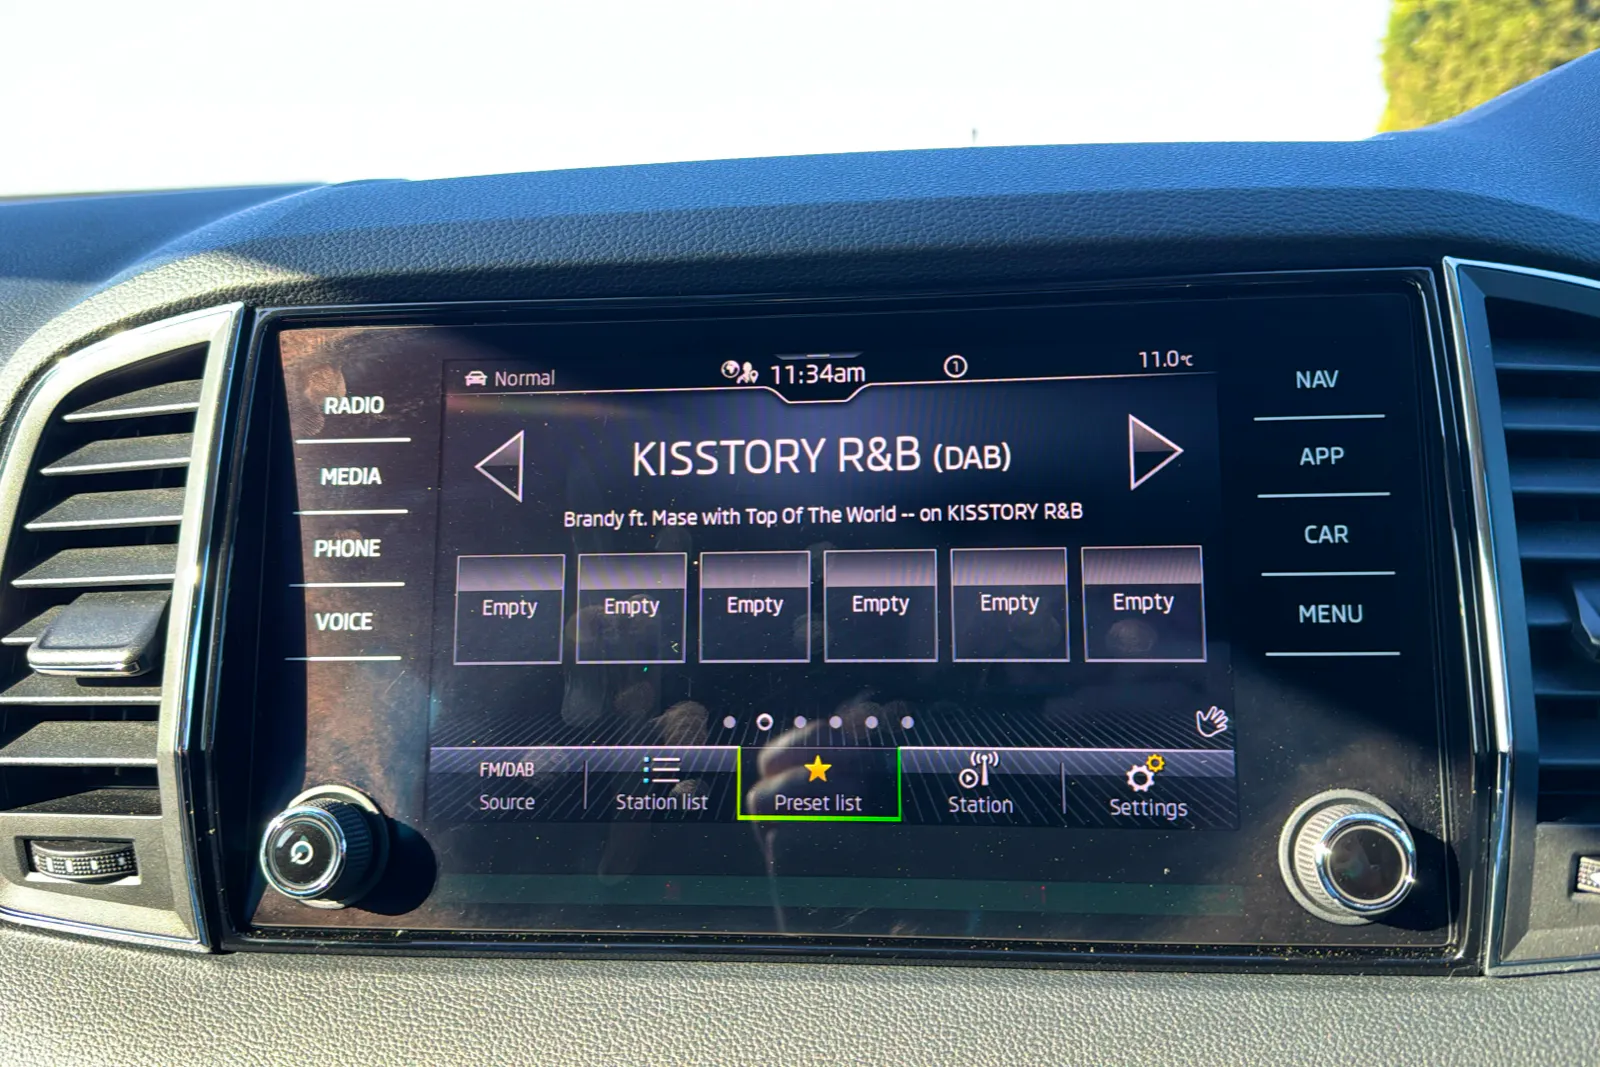 Normal
11:34am
1
11.0°C
RADIO
MEDIA
PHONE
VOICE
KISSTORY R&B (DAB)
Brandy ft. Mase with Top Of The World -- on KISSTORY R&B
Empty
Empty
Empty
Empty
Empty
Empty
FM/DAB
Source
Station list
Preset list
Station
Settings
NAV
APP
CAR
MENU